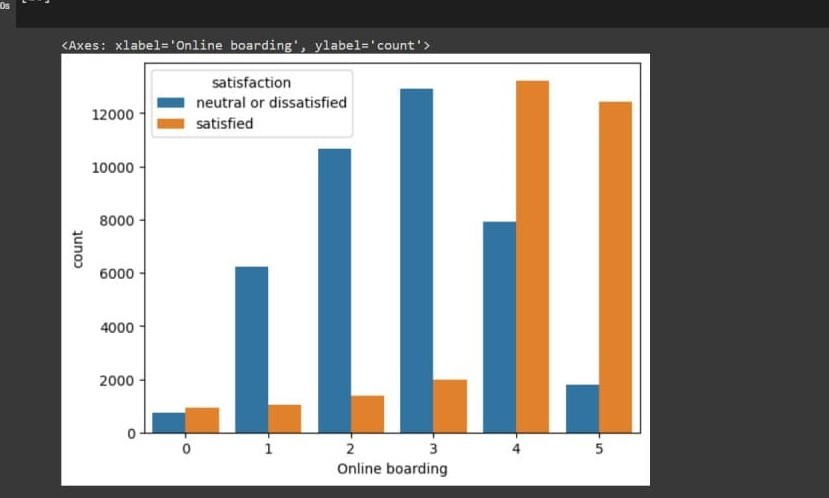 0s
<Axes: xlabel='Online boarding', ylabel='count'>
satisfaction
neutral or dissatisfied
satisfied
12000
10000
8000
6000
4000
2000
0
count
0 1 2 3 4 5
Online boarding